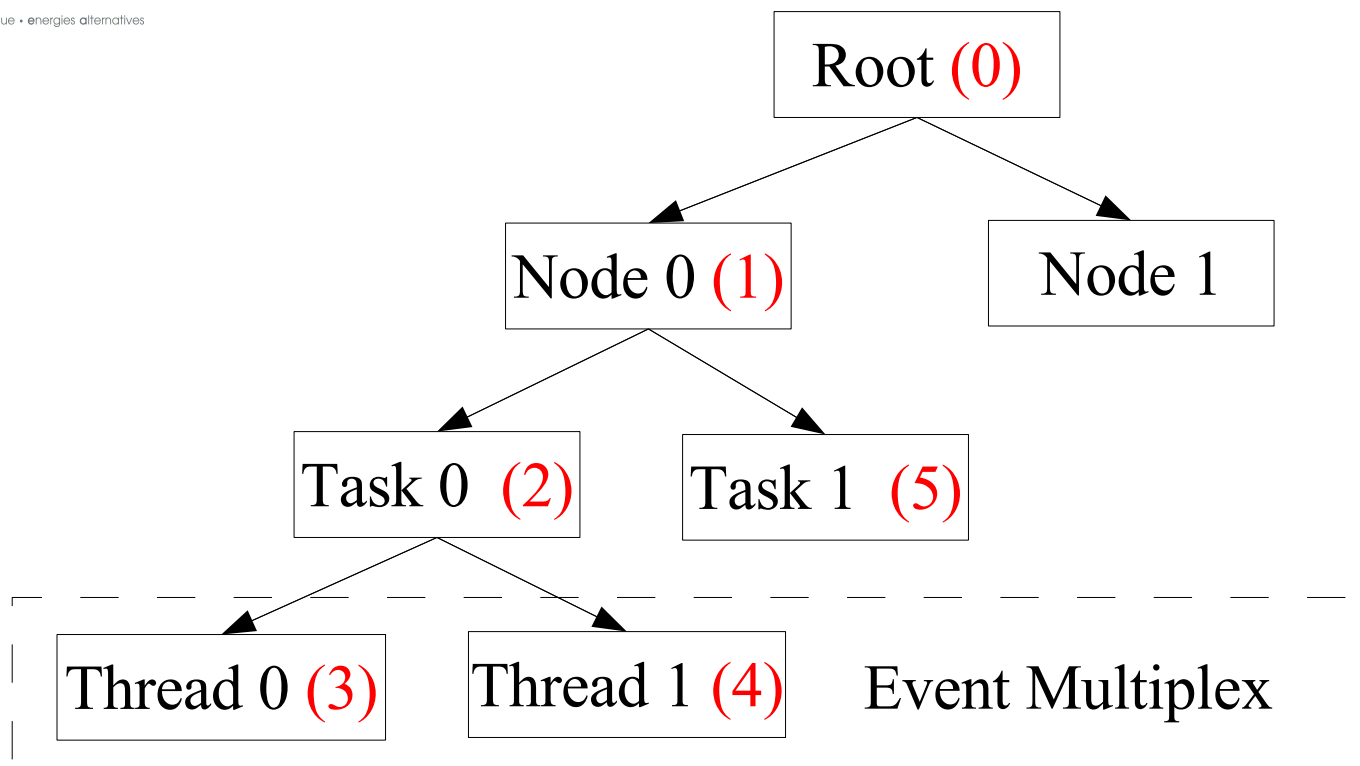 ue • energies alternatives
Root (0)
Node 0 (1)
Node 1
Task 0 (2)
Task 1 (5)
Thread 0 (3)
Thread 1 (4)
Event Multiplex